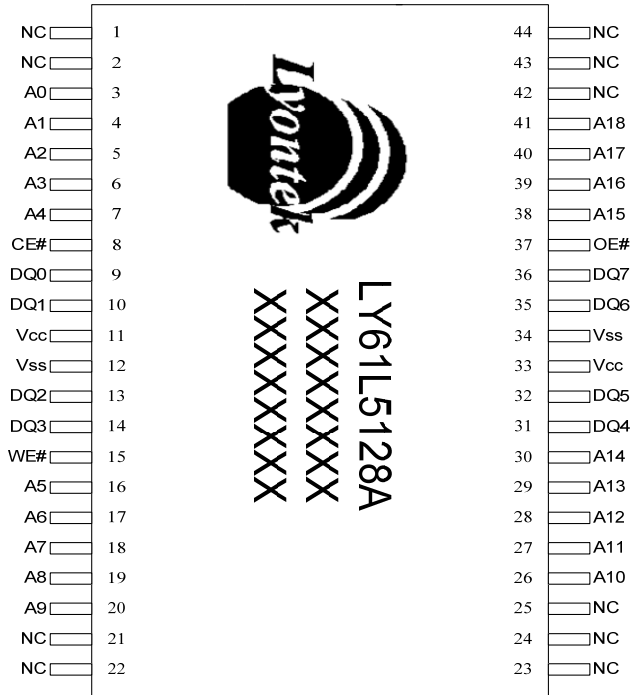 NC 1 44 NC
NC 2 43 NC
A0 3 42 NC
A1 4 41 A18
A2 5 40 A17
A3 6 39 A16
A4 7 38 A15
CE# 8 37 OE#
DQ0 9 36 DQ7
DQ1 10 35 DQ6
Vcc 11 34 Vss
Vss 12 33 Vcc
DQ2 13 32 DQ5
DQ3 14 31 DQ4
WE# 15 30 A14
A5 16 29 A13
A6 17 28 A12
A7 18 27 A11
A8 19 26 A10
A9 20 25 NC
NC 21 24 NC
NC 22 23 NC
Lyontek
LY61L5128A
XXXXXXXX
XXXXXXXX